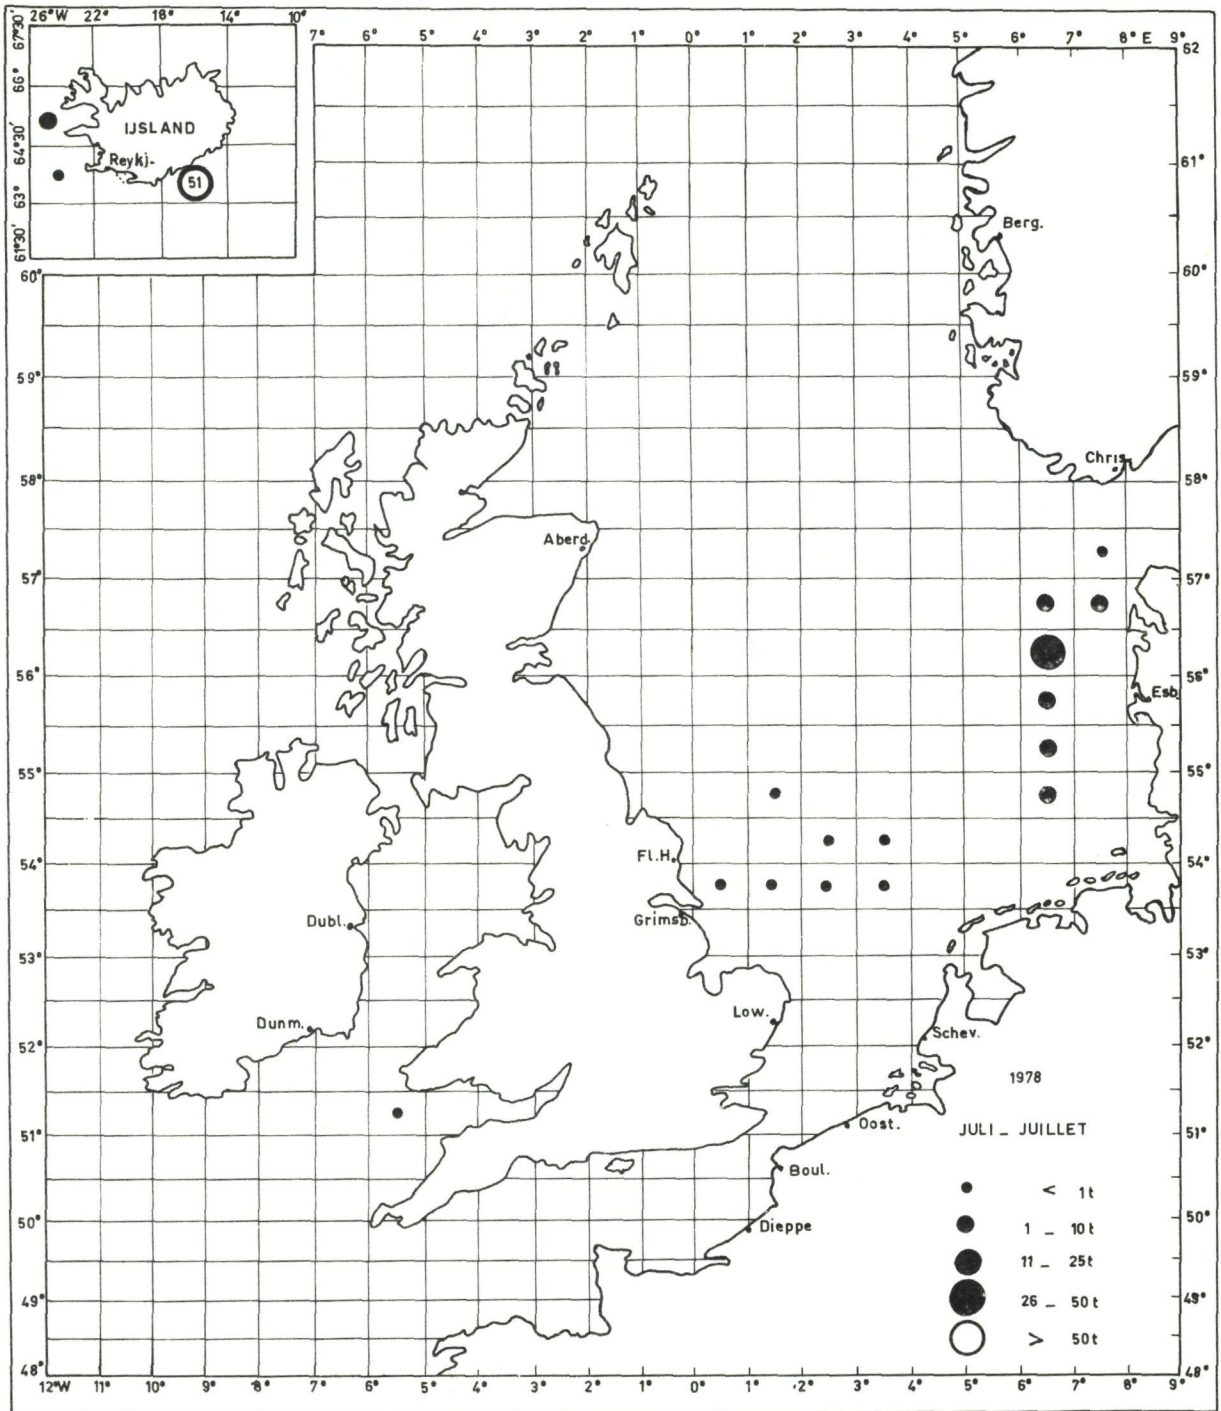 26°W 22° 18° 14° 10°
67°30'
66°
64°30'
63°
61°30'
IJSLAND
Reykj.
51
7° 6° 5° 4° 3° 2° 1° 0° 1° 2° 3° 4° 5° 6° 7° 8° E 9°
62
61°
60°
60°
59°
59°
58°
58°
57°
57°
56°
56°
55°
55°
54°
54°
53°
53°
52°
52°
51°
51°
50°
50°
49°
49°
48°
48°
Berg.
Chris
Aberd.
Esb
Fl.H.
Grimsb.
Dubl.
Dunm.
Low.
Schev.
Oost.
Boul.
Dieppe
1978
JULI _ JUILLET
< 1t
1 _ 10t
11 _ 25t
26 _ 50t
> 50t
12°W 11° 10° 9° 8° 7° 6° 5° 4° 3° 2° 1° 0° 1° 2° 3° 4° 5° 6° 7° 8° 9°